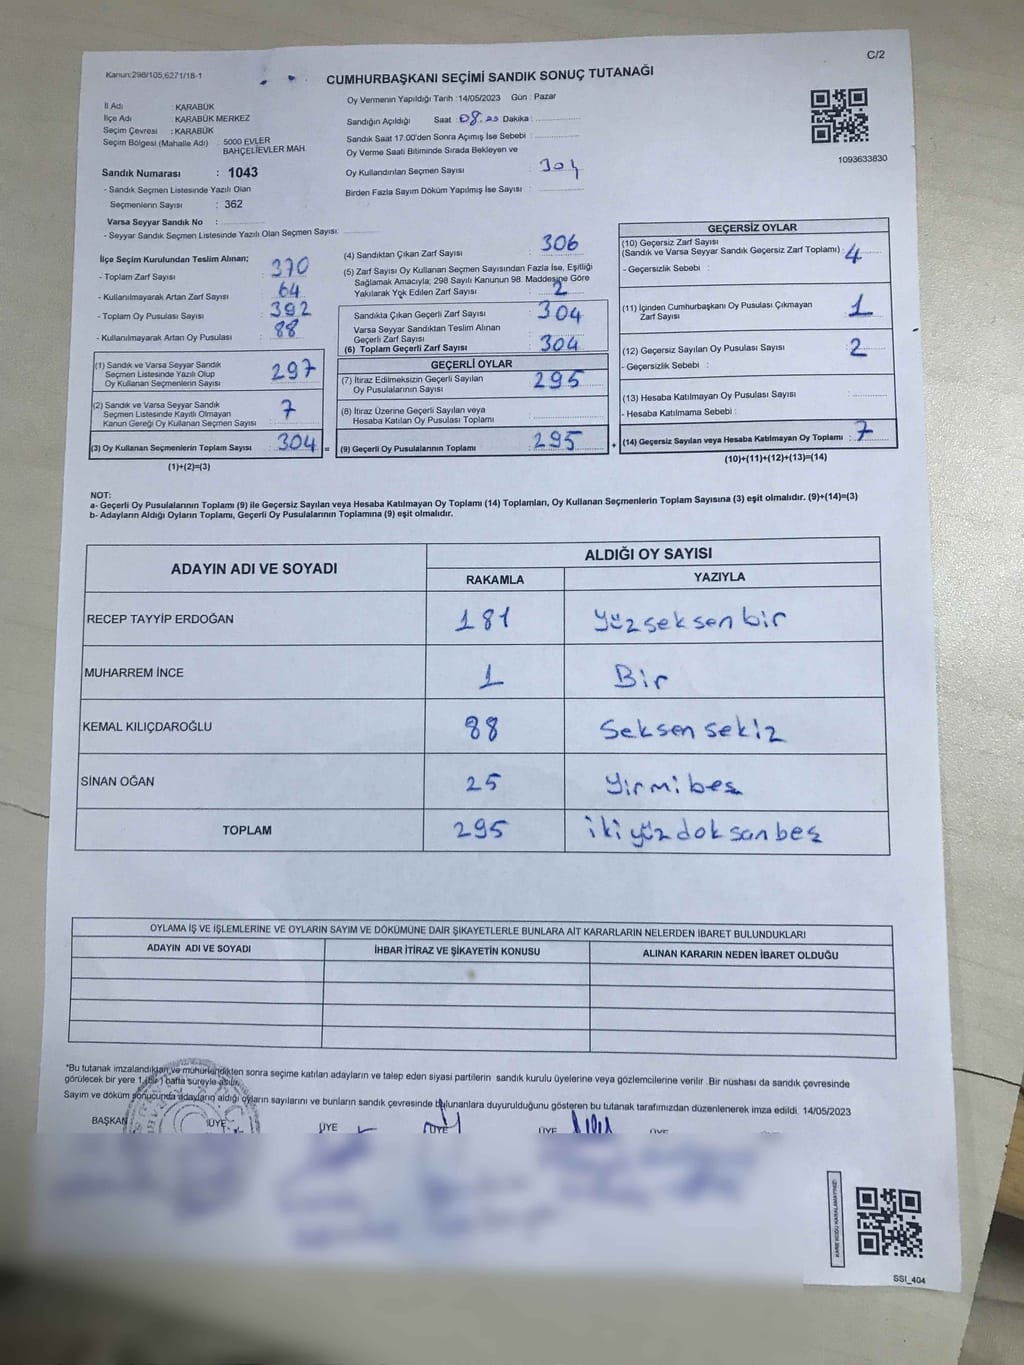 C/2
Kanun:298/105,6271/18-1
CUMHURBAŞKANI SEÇİMİ SANDIK SONUÇ TUTANAĞI
İl Adı : KARABÜK
İlçe Adı : KARABÜK MERKEZ
Seçim Çevresi : KARABÜK
Seçim Bölgesi (Mahalle Adı) : 5000 EVLER
BAHÇELİEVLER MAH.
Sandık Numarası : 1043
- Sandık Seçmen Listesinde Yazılı Olan
Seçmenlerin Sayısı : 362
Varsa Seyyar Sandık No :
- Seyyar Sandık Seçmen Listesinde Yazılı Olan Seçmen Sayısı:
Oy Vermenin Yapıldığı Tarih :14/05/2023 Gün : Pazar
Sandığın Açıldığı Saat : 08.00 Dakika :
Sandık Saat 17:00'den Sonra Açımış İse Sebebi :
Oy Verme Saati Bitiminde Sırada Bekleyen ve
Oy Kullandırılan Seçmen Sayısı : 304
Birden Fazla Sayım Döküm Yapılmış İse Sayısı :
1093633830
İlçe Seçim Kurulundan Teslim Alınan;
- Toplam Zarf Sayısı : 370
- Kullanılmayarak Artan Zarf Sayısı : 64
- Toplam Oy Pusulası Sayısı : 392
- Kullanılmayarak Artan Oy Pusulası : 88
(1) Sandık ve Varsa Seyyar Sandık
Seçmen Listesinde Yazılı Olup
Oy Kullanan Seçmenlerin Sayısı : 297
(2) Sandık ve Varsa Seyyar Sandık
Seçmen Listesinde Kayıtlı Olmayan
Kanun Gereği Oy Kullanan Seçmen Sayısı : 7
(3) Oy Kullanan Seçmenlerin Toplam Sayısı : 304 =
(1)+(2)=(3)
(4) Sandıktan Çıkan Zarf Sayısı : 306
(5) Zarf Sayısı Oy Kullanan Seçmen Sayısından Fazla İse, Eşitliği
Sağlamak Amacıyla; 298 Sayılı Kanunun 98. Maddesine Göre
Yakılarak Yok Edilen Zarf Sayısı : 2
Sandıkta Çıkan Geçerli Zarf Sayısı : 304
Varsa Seyyar Sandıktan Teslim Alınan
Geçerli Zarf Sayısı :
(6) Toplam Geçerli Zarf Sayısı : 304
GEÇERLİ OYLAR
(7) İtiraz Edilmeksizin Geçerli Sayılan
Oy Pusulalarının Sayısı : 295
(8) İtiraz Üzerine Geçerli Sayılan veya
Hesaba Katılan Oy Pusulaları Toplamı :
(9) Geçerli Oy Pusulalarının Toplamı : 295 +
GEÇERSİZ OYLAR
(10) Geçersiz Zarf Sayısı
(Sandık ve Varsa Seyyar Sandık Geçersiz Zarf Toplamı) : 4
- Geçersizlik Sebebi :
(11) İçinden Cumhurbaşkanı Oy Pusulası Çıkmayan
Zarf Sayısı : 1
(12) Geçersiz Sayılan Oy Pusulası Sayısı : 2
- Geçersizlik Sebebi :
(13) Hesaba Katılmayan Oy Pusulası Sayısı :
- Hesaba Katılmama Sebebi :
(14) Geçersiz Sayılan veya Hesaba Katılmayan Oy Toplamı : 7
(10)+(11)+(12)+(13)=(14)
NOT:
a- Geçerli Oy Pusulalarının Toplamı (9) ile Geçersiz Sayılan veya Hesaba Katılmayan Oy Toplamı (14) Toplamları, Oy Kullanan Seçmenlerin Toplam Sayısına (3) eşit olmalıdır. (9)+(14)=(3)
b- Adayların Aldığı Oyların Toplamı, Geçerli Oy Pusulalarının Toplamına (9) eşit olmalıdır.
ADAYIN ADI VE SOYADI ALDIĞI OY SAYISI
RAKAMLA YAZIYLA
RECEP TAYYİP ERDOĞAN 181 Yüzseksenbir
MUHARREM İNCE 1 Bir
KEMAL KILIÇDAROĞLU 88 Seksensekiz
SİNAN OĞAN 25 Yirmibeş
TOPLAM 295 ikiyüzdoksanbeş
OYLAMA İŞ VE İŞLEMLERİNE VE OYLARIN SAYIM VE DÖKÜMÜNE DAİR ŞİKAYETLERLE BUNLARA AİT KARARLARIN NELERDEN İBARET BULUNDUKLARI
ADAYIN ADI VE SOYADI İHBAR İTİRAZ VE ŞİKAYETİN KONUSU ALINAN KARARIN NEDEN İBARET OLDUĞU
*Bu tutanak imzalandıktan ve mühürlendikten sonra seçime katılan adayların ve talep eden siyasi partilerin sandık kurulu üyelerine veya gözlemcilerine verilir .Bir nüshası da sandık çevresinde
görülecek bir yere 1 (bir ) hafta süreyle asılır.
Sayım ve döküm sonucunda adayların aldığı oyların sayılarını ve bunların sandık çevresinde bulunanlara duyurulduğunu gösteren bu tutanak tarafımızdan düzenlenerek imza edildi. 14/05/2023
BAŞKAN ÜYE ÜYE ÜYE ÜYE ÜYE
KARE KODU KARALAMAYINIZ!
SSI_404